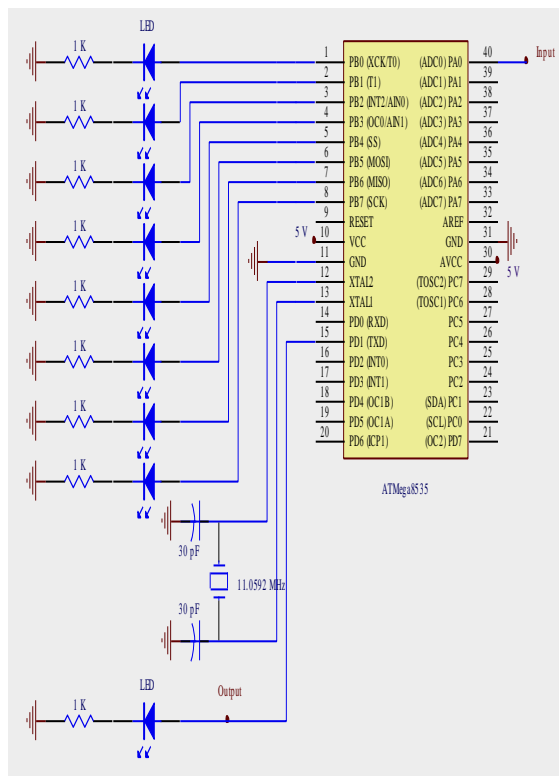 LED
1 K
1 K
1 K
1 K
1 K
1 K
1 K
1 K
1 PB0 (XCK/T0) (ADC0) PA0 40 Input
2 PB1 (T1) (ADC1) PA1 39
3 PB2 (INT2/AIN0) (ADC2) PA2 38
4 PB3 (OC0/AIN1) (ADC3) PA3 37
5 PB4 (SS) (ADC4) PA4 36
6 PB5 (MOSI) (ADC5) PA5 35
7 PB6 (MISO) (ADC6) PA6 34
8 PB7 (SCK) (ADC7) PA7 33
9 RESET AREF 32
5 V 10 VCC GND 31
11 GND AVCC 30 5 V
12 XTAL2 (TOSC2) PC7 29
13 XTAL1 (TOSC1) PC6 28
14 PD0 (RXD) PC5 27
15 PD1 (TXD) PC4 26
16 PD2 (INT0) PC3 25
17 PD3 (INT1) PC2 24
18 PD4 (OC1B) (SDA) PC1 23
19 PD5 (OC1A) (SCL) PC0 22
20 PD6 (ICP1) (OC2) PD7 21
ATMega8535
30 pF
11.0592 MHz
30 pF
LED
1 K
Output